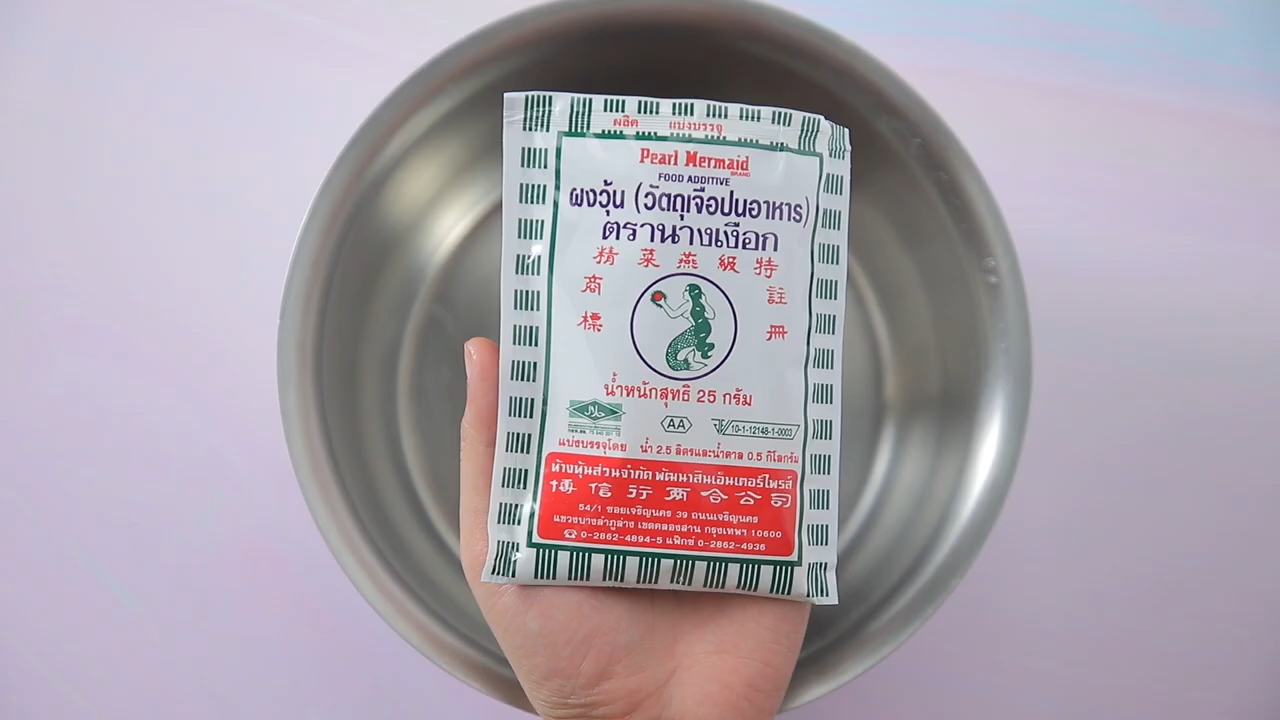 ผลิต แบ่งบรรจุ
Pearl Mermaid
BRAND
FOOD ADDITIVE
ผงวุ้น (วัตถุเจือปนอาหาร)
ตรานางเงือก
精菜燕級特
商 註
標 冊
น้ำหนักสุทธิ 25 กรัม
حلال
AA
10-1-12148-1-0003
แบ่งบรรจุโดย น้ำ 2.5 ลิตรและน้ำตาล 0.5 กิโลกรัม
ห้างหุ้นส่วนจำกัด พัฒนาสินเอ็นเตอร์ไพรส์
博信行兩合公司
54/1 ซอยเจริญนคร 39 ถนนเจริญนคร
แขวงบางลำภูล่าง เขตคลองสาน กรุงเทพฯ 10600
☎ 0-2862-4894-5 แฟ็กซ์ 0-2862-4936